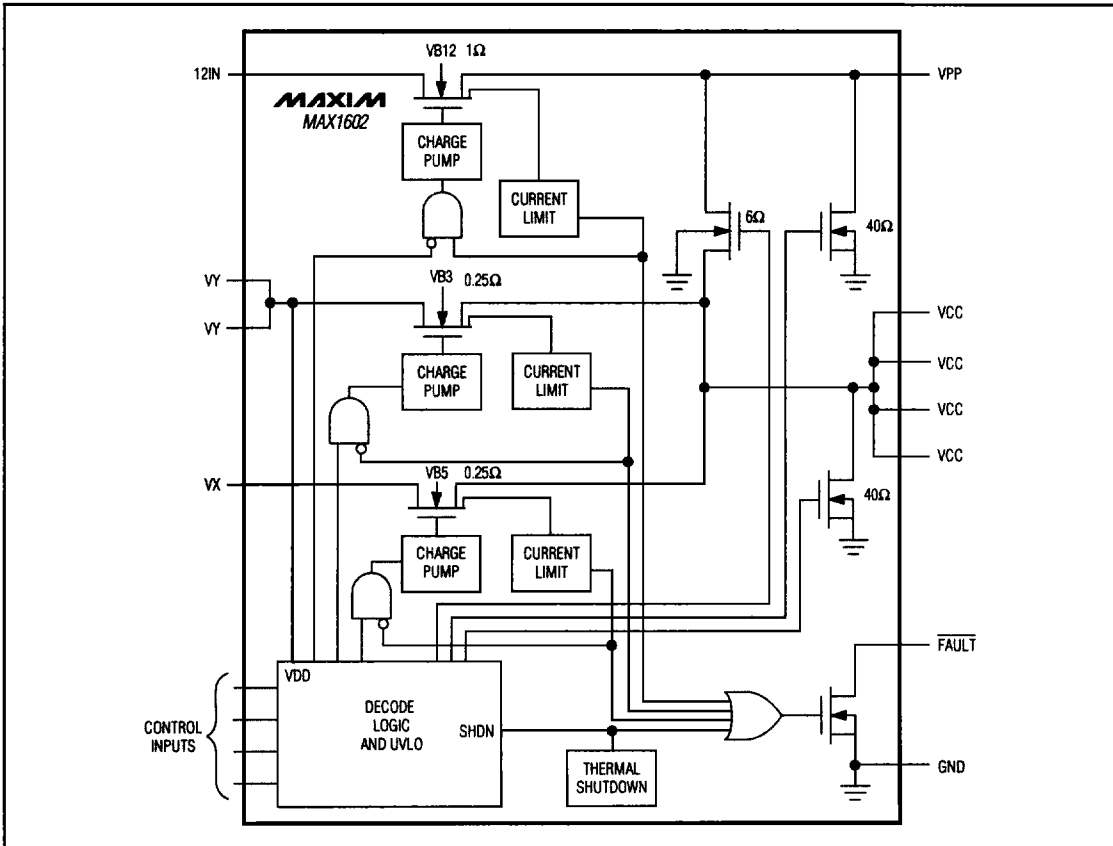 VB12 1Ω
12IN
VPP
MAXIM
MAX1602
CHARGE
PUMP
CURRENT
LIMIT
6Ω
40Ω
VY
VB3 0.25Ω
VY
VCC
CHARGE
PUMP
CURRENT
LIMIT
VCC
VCC
VCC
VB5 0.25Ω
VX
40Ω
CHARGE
PUMP
CURRENT
LIMIT
FAULT
VDD
DECODE
LOGIC
AND UVLO
SHDN
CONTROL
INPUTS
THERMAL
SHUTDOWN
GND